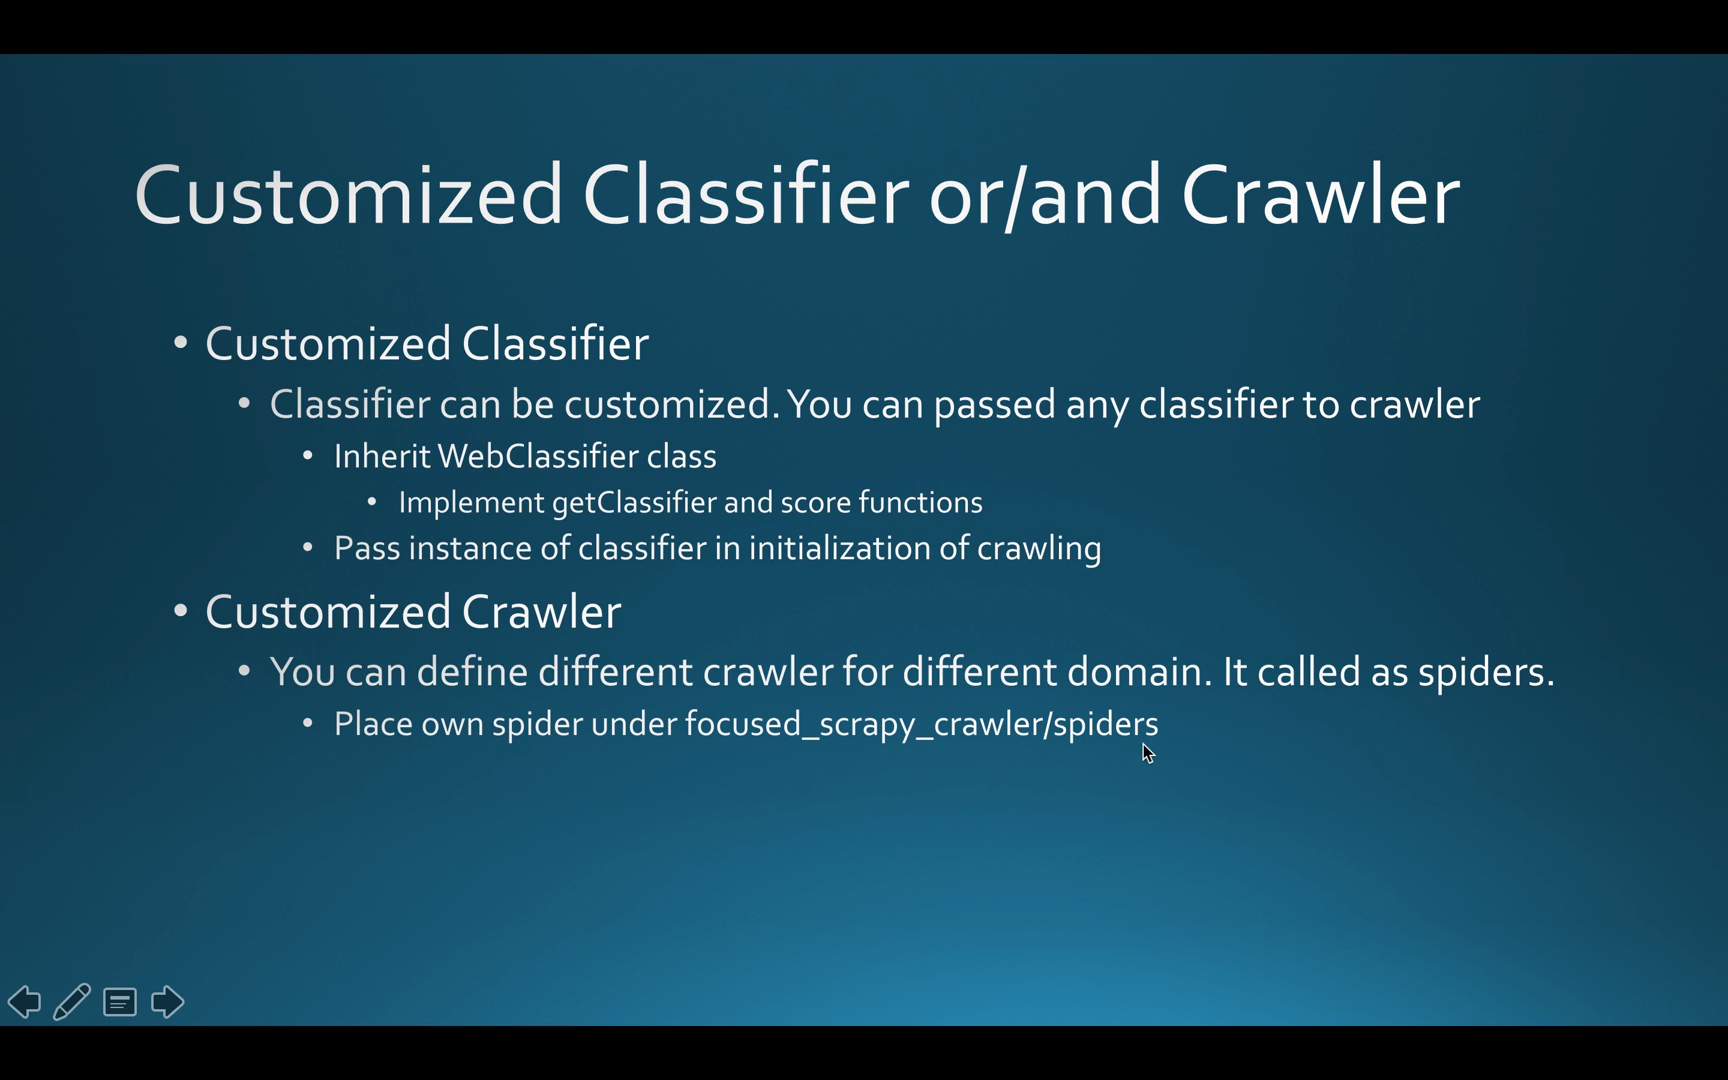 Customized Classifier or/and Crawler
• Customized Classifier
• Classifier can be customized. You can passed any classifier to crawler
• Inherit WebClassifier class
• Implement getClassifier and score functions
• Pass instance of classifier in initialization of crawling
• Customized Crawler
• You can define different crawler for different domain. It called as spiders.
• Place own spider under focused_scrapy_crawler/spiders